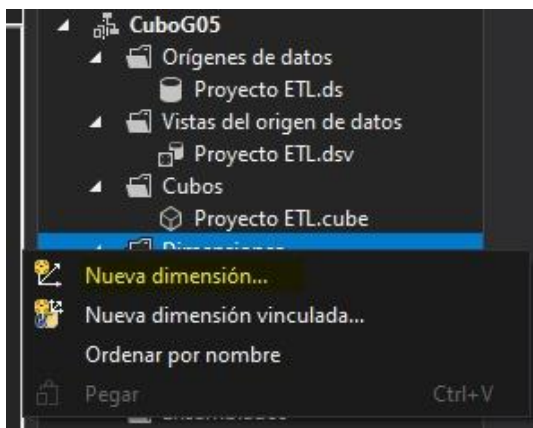 CuboG05
Orígenes de datos
Proyecto ETL.ds
Vistas del origen de datos
Proyecto ETL.dsv
Cubos
Proyecto ETL.cube
Dimensiones
Nueva dimensión...
Nueva dimensión vinculada...
Ordenar por nombre
Pegar Ctrl+V